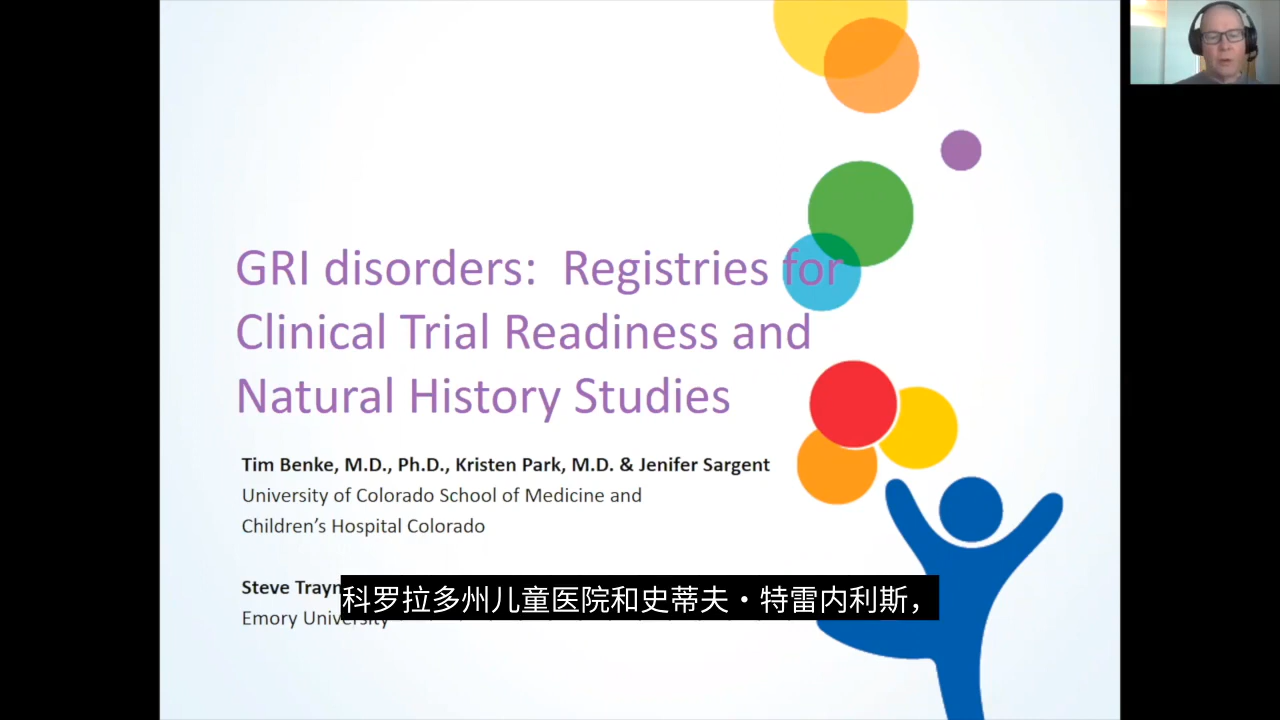 GRI disorders: Registries for
Clinical Trial Readiness and
Natural History Studies
Tim Benke, M.D., Ph.D., Kristen Park, M.D. & Jenifer Sargent
University of Colorado School of Medicine and
Children's Hospital Colorado
Steve
科罗拉多州儿童医院和史蒂夫·特雷内利斯，
Emory University